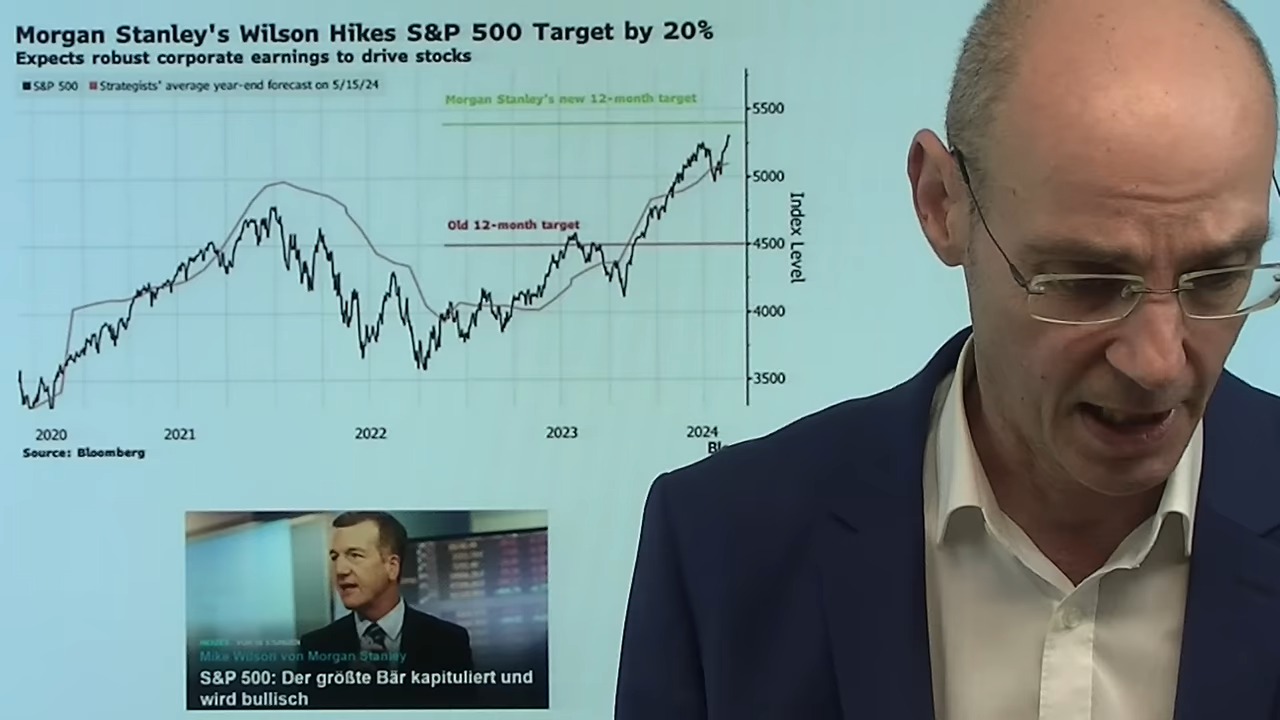 Morgan Stanley's Wilson Hikes S&P 500 Target by 20%
Expects robust corporate earnings to drive stocks
S&P 500 Strategists' average year-end forecast on 5/15/24
Morgan Stanley's new 12-month target
5500
5000
Old 12-month target
4500
Index Level
4000
3500
2020 2021 2022 2023 2024
Source: Bloomberg
Mike Wilson von Morgan Stanley
S&P 500: Der größte Bär kapituliert und
wird bullisch